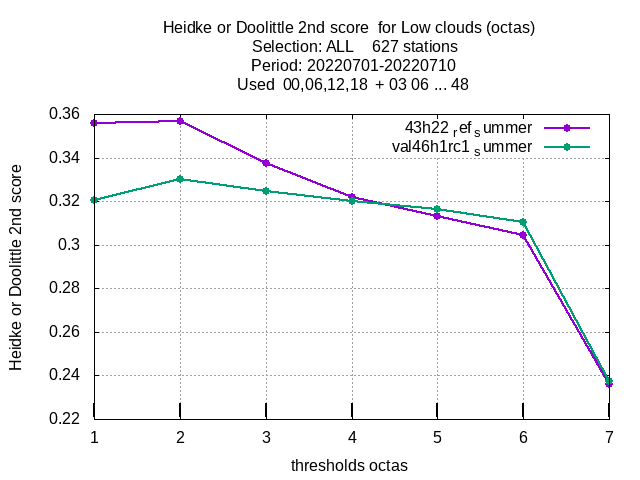 Heidke or Doolittle 2nd score  for Low clouds (octas)
Selection: ALL    627 stations
Period: 20220701-20220710
Used  00,06,12,18  + 03 06 ... 48
43h22 ref summer
val46h1rc1 summer
Heidke or Doolittle 2nd score
0.36
0.34
0.32
0.3
0.28
0.26
0.24
0.22
1 2 3 4 5 6 7
thresholds octas